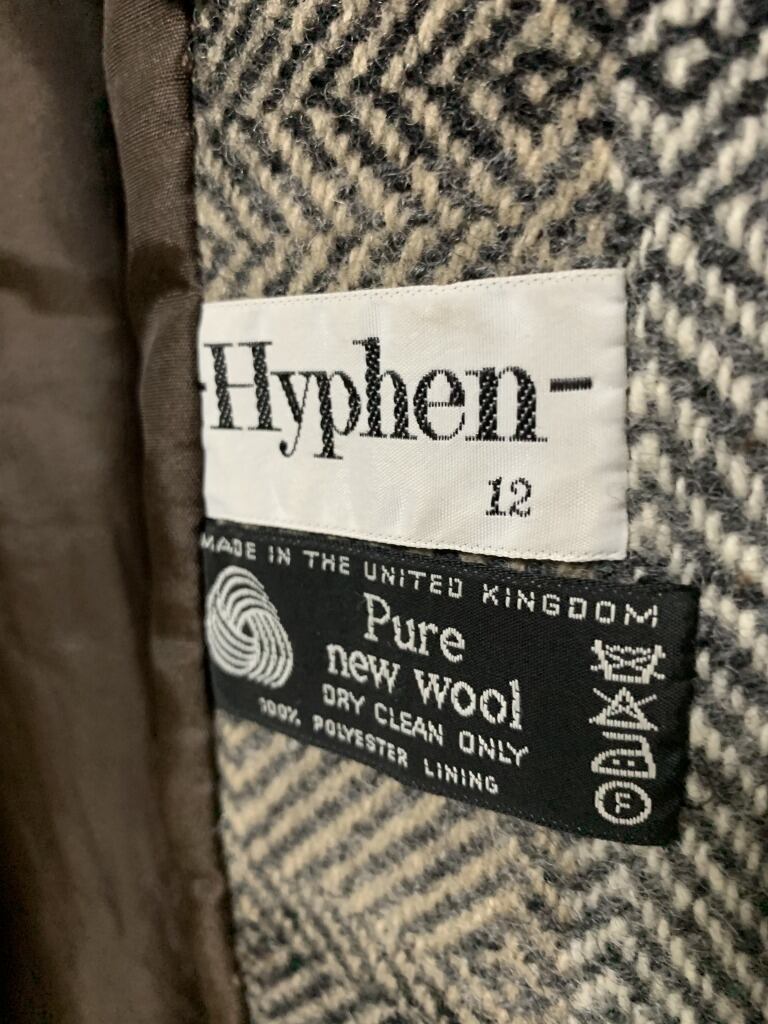 -Hyphen-
12
MADE IN THE UNITED KINGDOM
Pure
new wool
DRY CLEAN ONLY
100% POLYESTER LINING
P